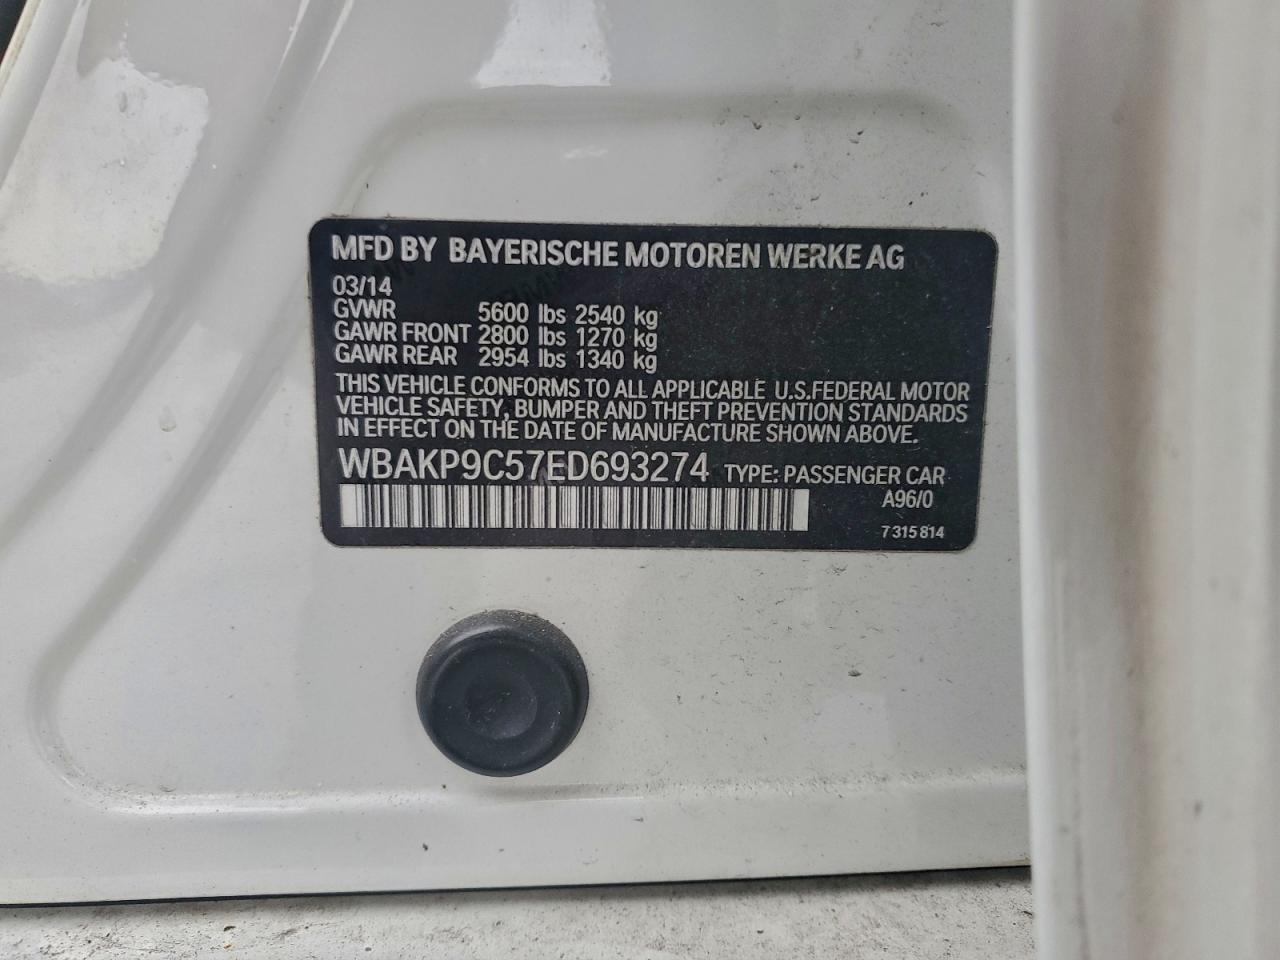 MFD BY BAYERISCHE MOTOREN WERKE AG
03/14
GVWR 5600 lbs 2540 kg
GAWR FRONT 2800 lbs 1270 kg
GAWR REAR 2954 lbs 1340 kg
THIS VEHICLE CONFORMS TO ALL APPLICABLE U.S.FEDERAL MOTOR
VEHICLE SAFETY, BUMPER AND THEFT PREVENTION STANDARDS
IN EFFECT ON THE DATE OF MANUFACTURE SHOWN ABOVE.
WBAKP9C57ED693274 TYPE: PASSENGER CAR
A96/0
7 315 814